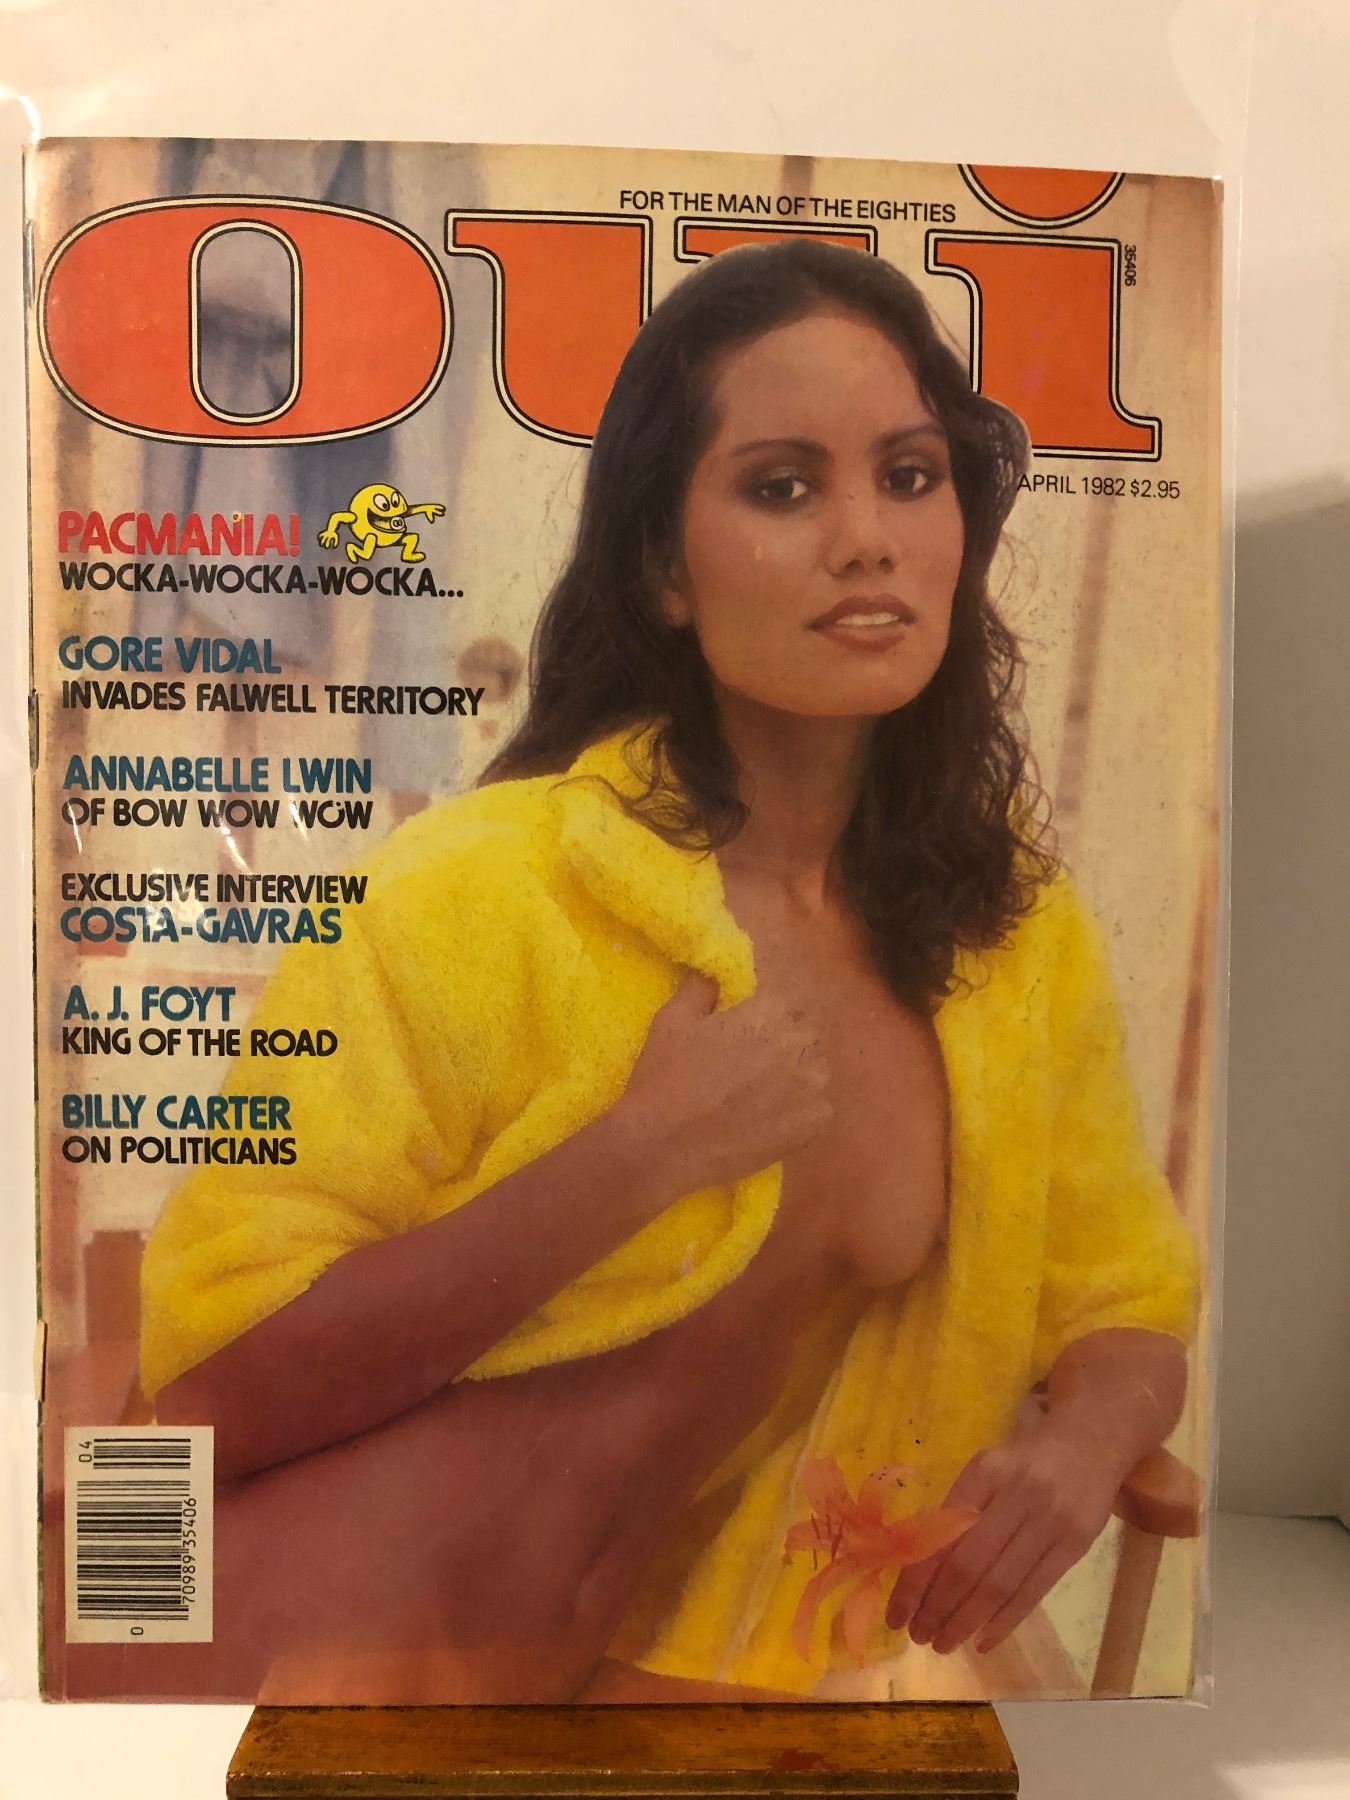 FOR THE MAN OF THE EIGHTIES
oui
35406
APRIL 1982 $2.95
PACMANIA!
WOCKA-WOCKA-WOCKA...
GORE VIDAL
INVADES FALWELL TERRITORY
ANNABELLE LWIN
OF BOW WOW WOW
EXCLUSIVE INTERVIEW
COSTA-GAVRAS
A. J. FOYT
KING OF THE ROAD
BILLY CARTER
ON POLITICIANS
04
0 70989 35406